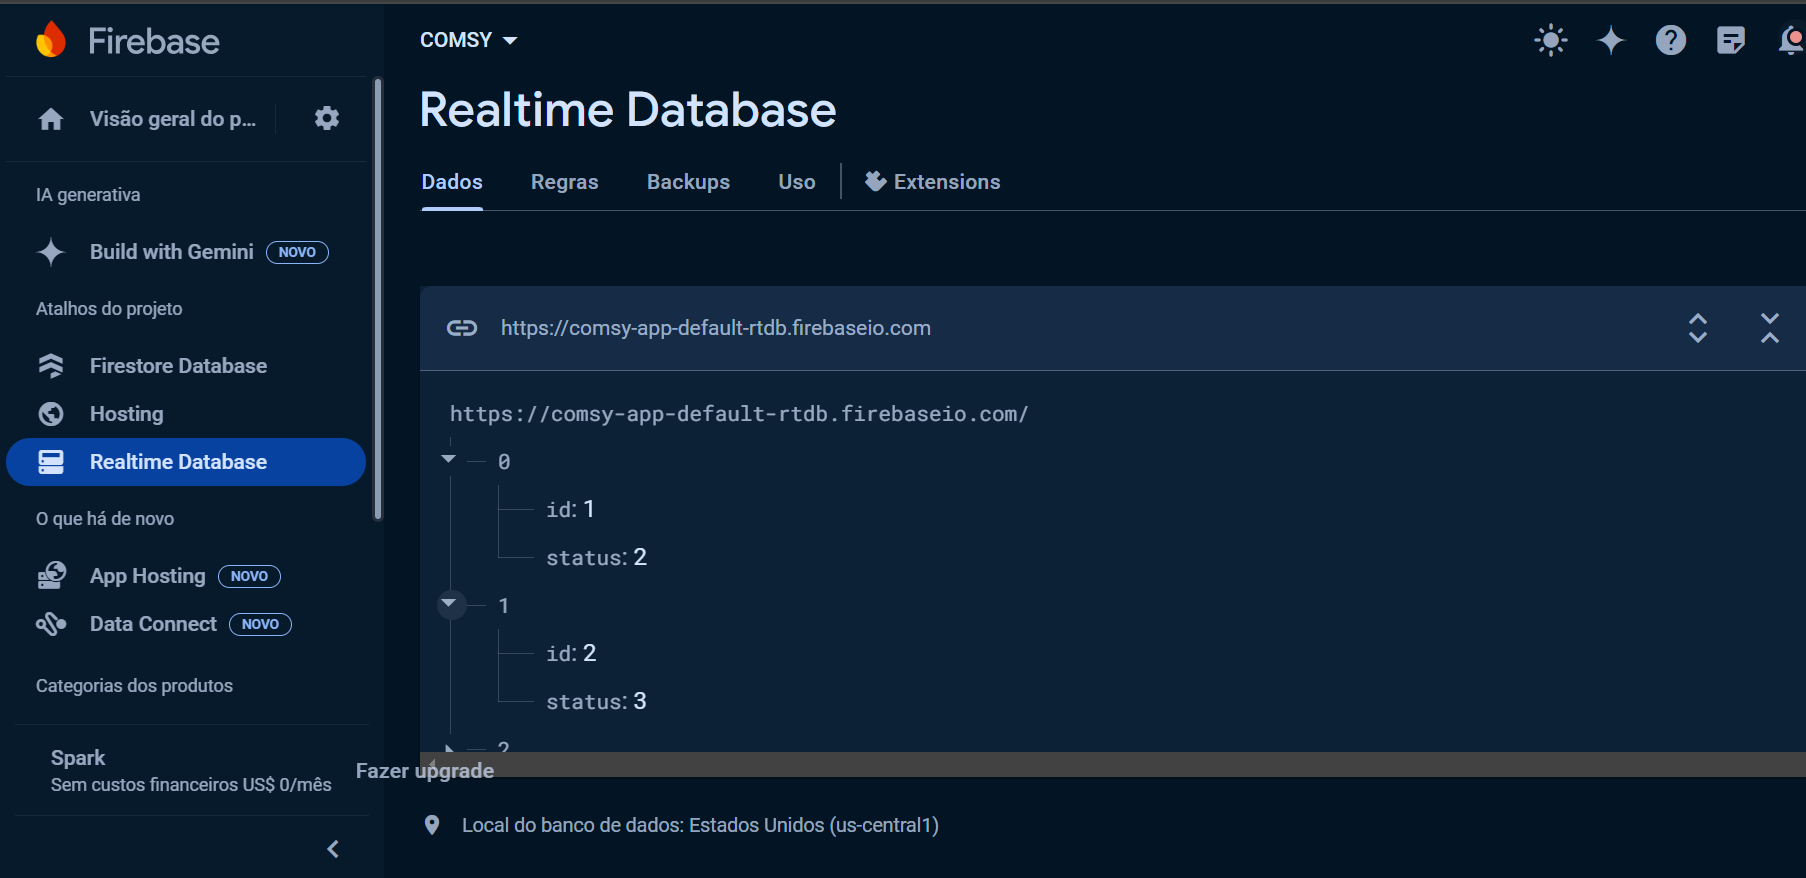 Firebase
Visão geral do p...
IA generativa
Build with Gemini NOVO
Atalhos do projeto
Firestore Database
Hosting
Realtime Database
O que há de novo
App Hosting NOVO
Data Connect NOVO
Categorias dos produtos
Spark
Sem custos financeiros US$ 0/mês
Fazer upgrade
COMSY
Realtime Database
Dados Regras Backups Uso Extensions
https://comsy-app-default-rtdb.firebaseio.com
https://comsy-app-default-rtdb.firebaseio.com/
0
id: 1
status: 2
1
id: 2
status: 3
2
Local do banco de dados: Estados Unidos (us-central1)